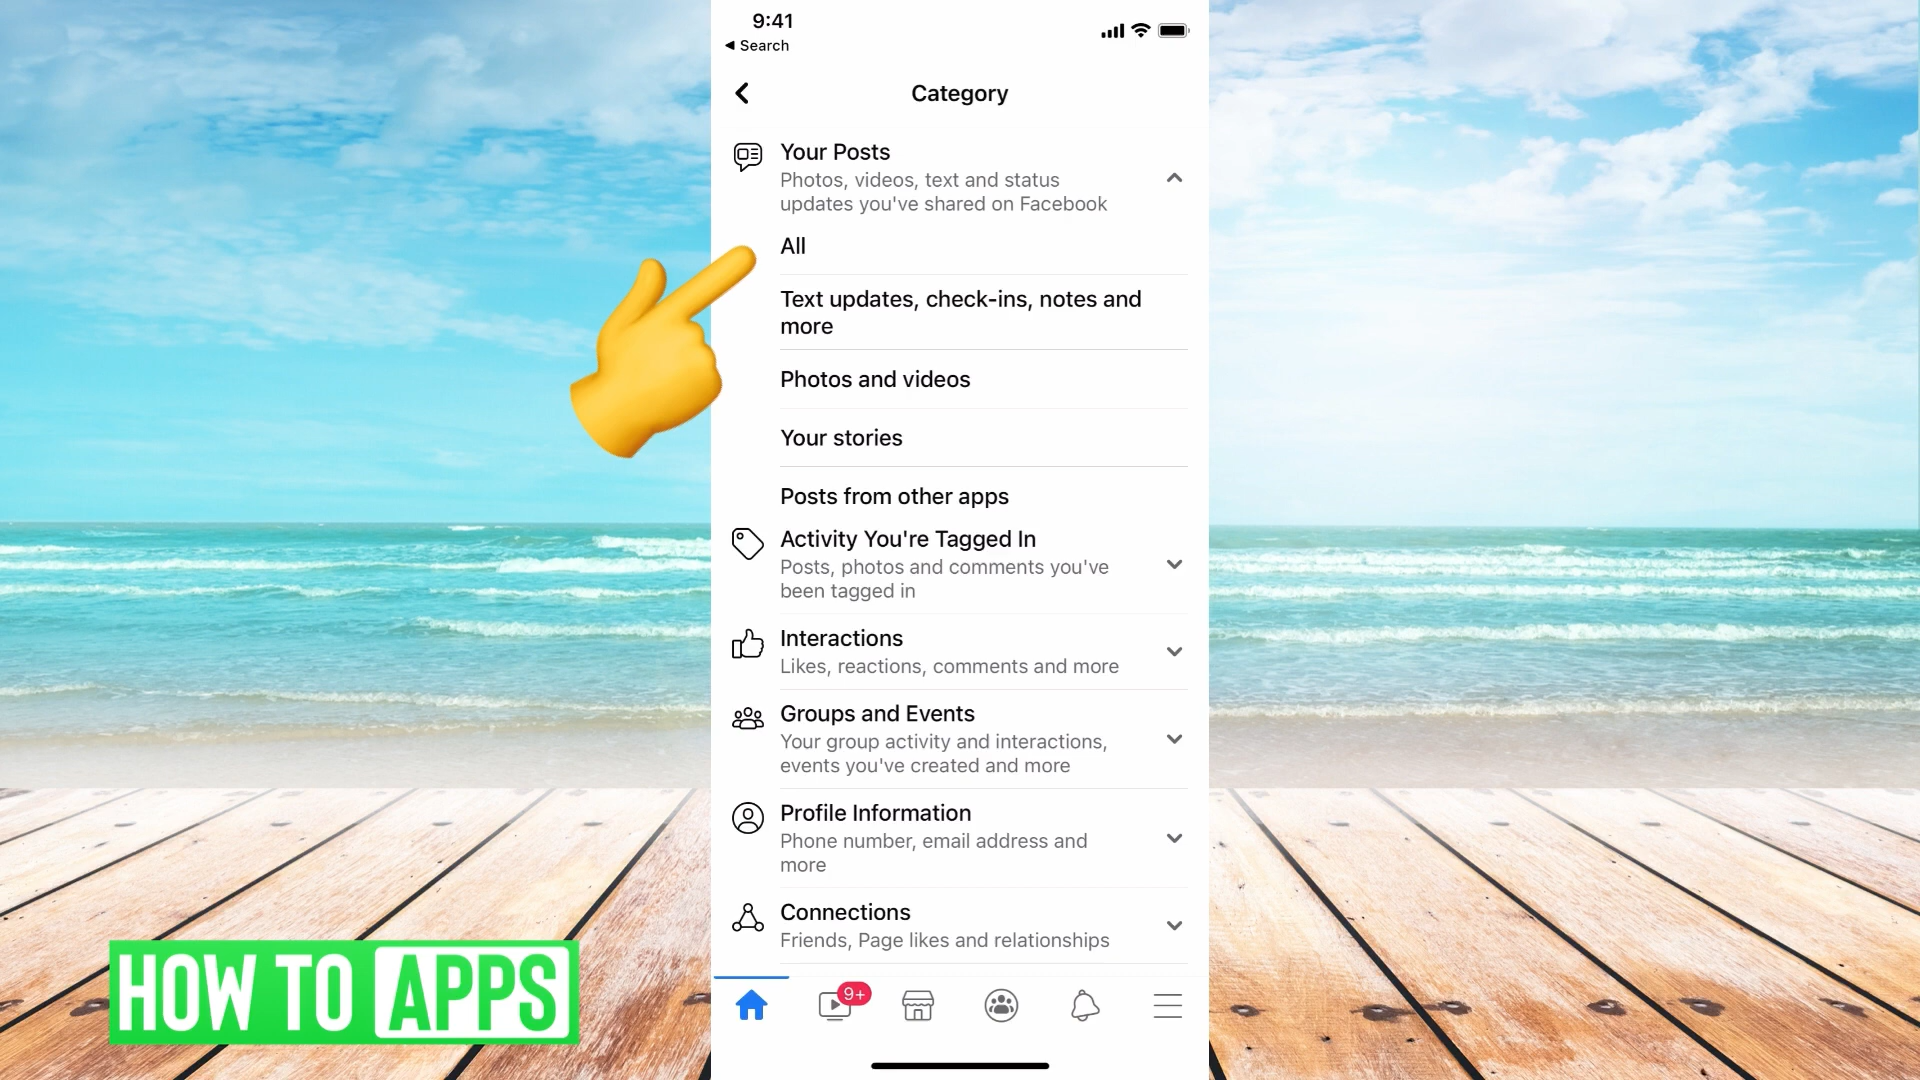 9:41
◀ Search
Category
Your Posts
Photos, videos, text and status
updates you've shared on Facebook
All
Text updates, check-ins, notes and
more
Photos and videos
Your stories
Posts from other apps
Activity You're Tagged In
Posts, photos and comments you've
been tagged in
Interactions
Likes, reactions, comments and more
Groups and Events
Your group activity and interactions,
events you've created and more
Profile Information
Phone number, email address and
more
Connections
Friends, Page likes and relationships
9+
HOW TO APPS